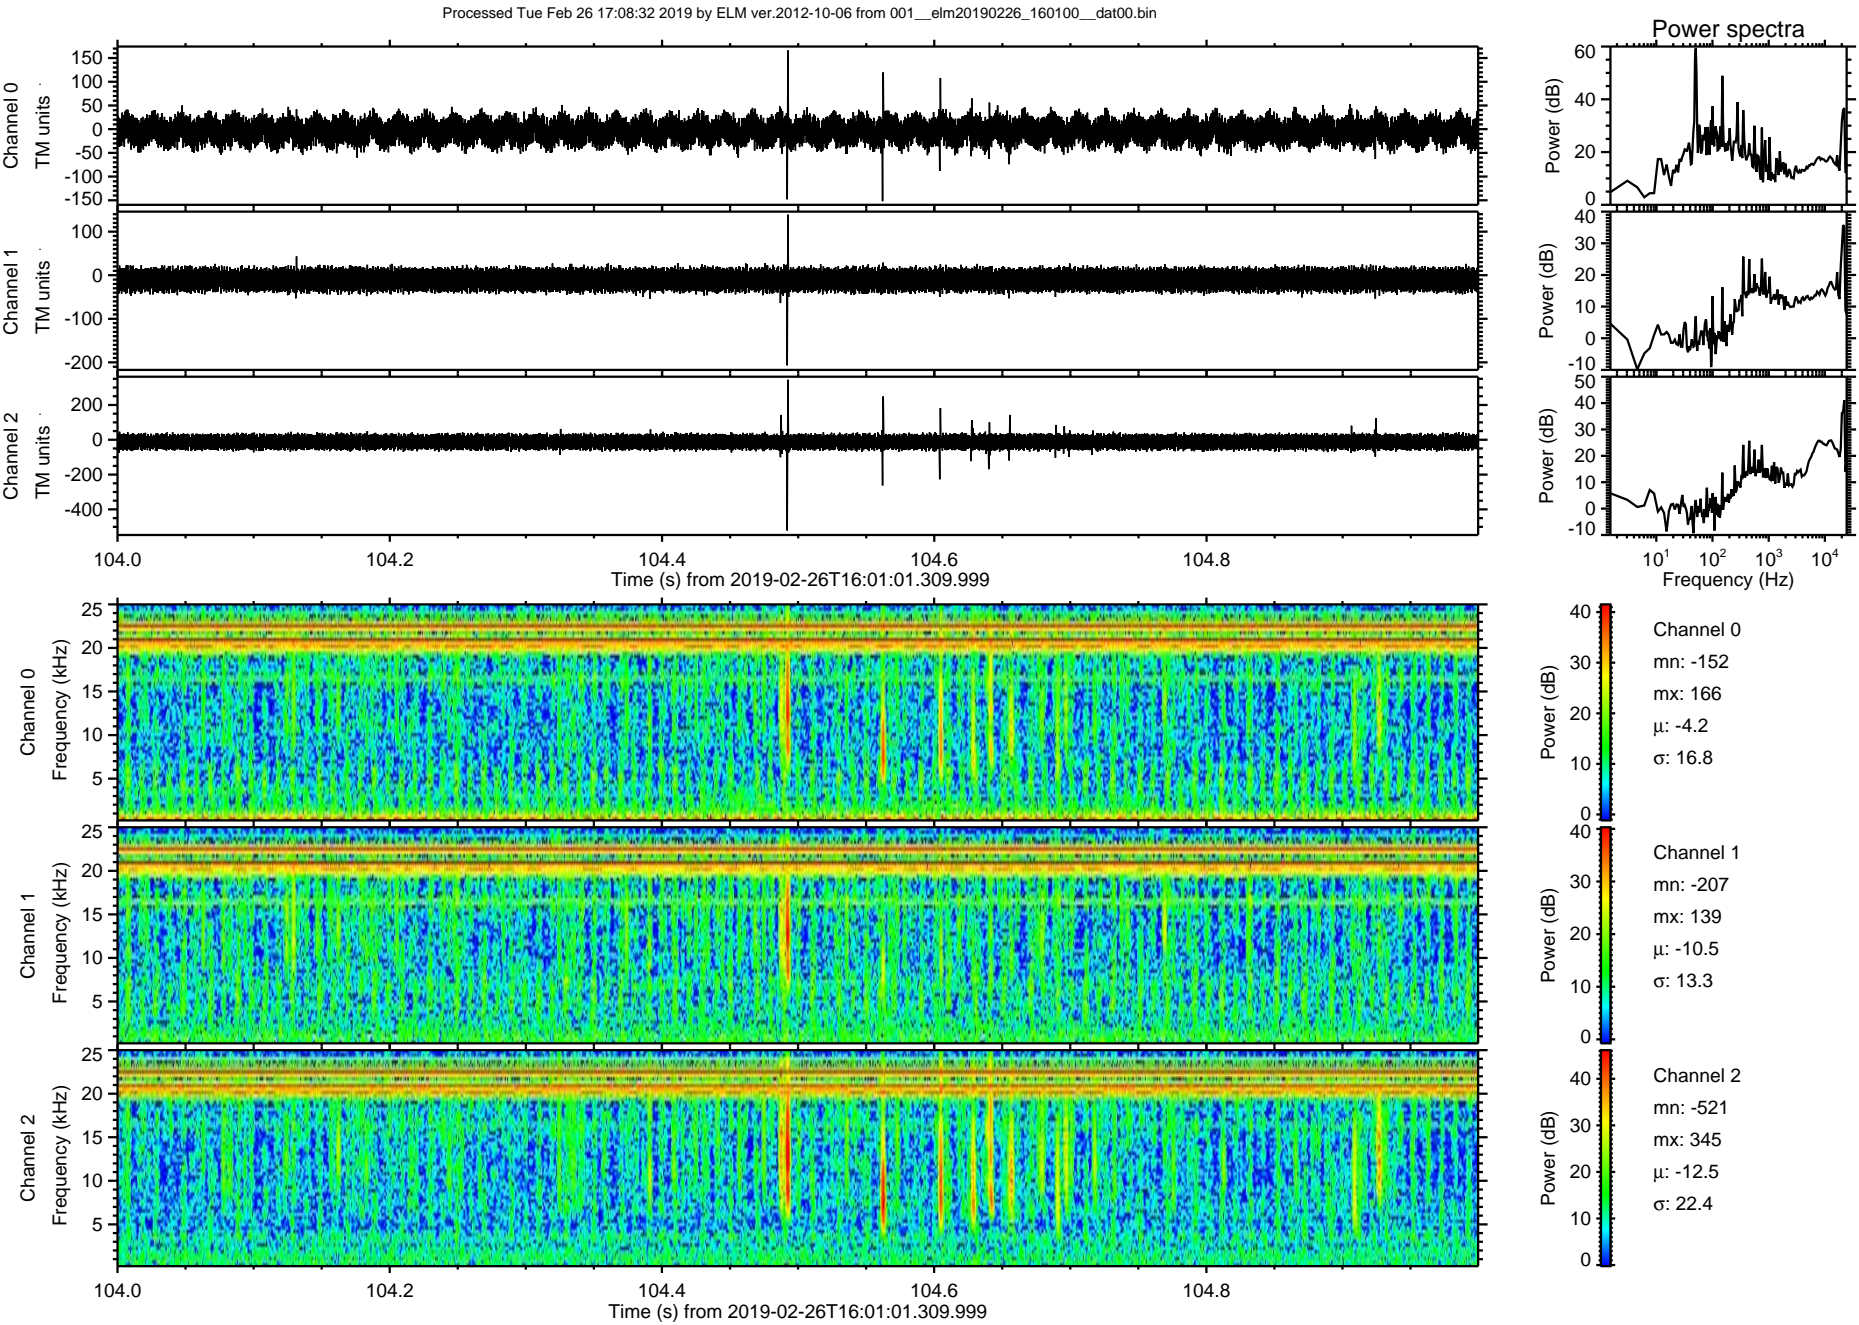 Processed Tue Feb 26 17:08:32 2019 by ELM ver.2012-10-06 from 001__elm20190226_160100__dat00.bin
Power spectra
Channel 0
TM units
150
100
50
0
-50
-100
-150
Power (dB)
60
40
20
0
Channel 1
TM units
100
0
-100
-200
Power (dB)
40
30
20
10
0
-10
Channel 2
TM units
200
0
-200
-400
Power (dB)
50
40
30
20
10
0
-10
104.0 104.2 104.4 104.6 104.8
Time (s) from 2019-02-26T16:01:01.309.999
10^1 10^2 10^3 10^4
Frequency (Hz)
Channel 0
Frequency (kHz)
25
20
15
10
5
Power (dB)
40
30
20
10
0
Channel 0
mn: -152
mx: 166
μ: -4.2
σ: 16.8
Channel 1
Frequency (kHz)
25
20
15
10
5
Power (dB)
40
30
20
10
0
Channel 1
mn: -207
mx: 139
μ: -10.5
σ: 13.3
Channel 2
Frequency (kHz)
25
20
15
10
5
Power (dB)
40
30
20
10
0
Channel 2
mn: -521
mx: 345
μ: -12.5
σ: 22.4
104.0 104.2 104.4 104.6 104.8
Time (s) from 2019-02-26T16:01:01.309.999